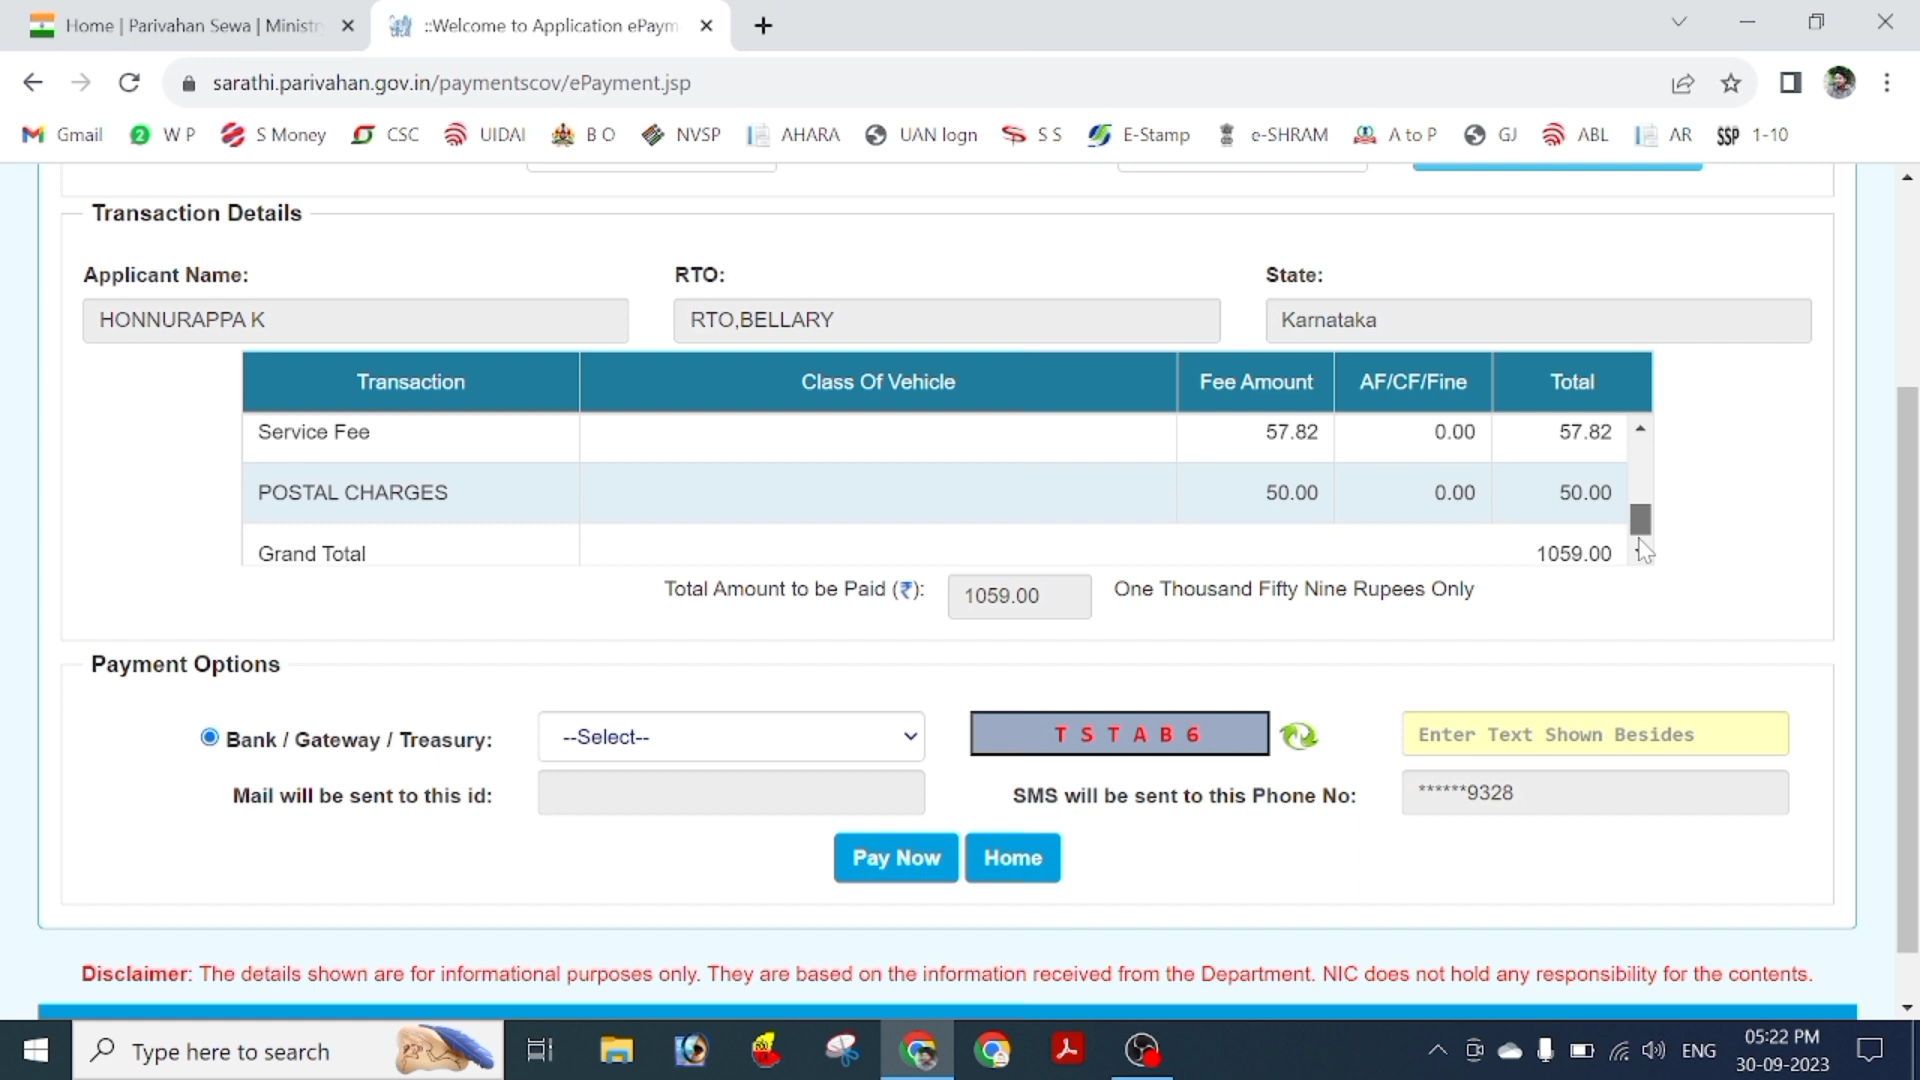 Home | Parivahan Sewa | Ministr
::Welcome to Application ePaym
sarathi.parivahan.gov.in/paymentscov/ePayment.jsp
Gmail
2 W P
S Money
CSC
UIDAI
B O
NVSP
AHARA
UAN logn
S S
E-Stamp
e-SHRAM
A to P
GJ
ABL
AR
SSP 1-10
Transaction Details
Applicant Name: RTO: State:
HONNURAPPA K RTO,BELLARY Karnataka
Transaction Class Of Vehicle Fee Amount AF/CF/Fine Total
Service Fee 57.82 0.00 57.82
POSTAL CHARGES 50.00 0.00 50.00
Grand Total 1059.00
Total Amount to be Paid (₹): 1059.00 One Thousand Fifty Nine Rupees Only
Payment Options
Bank / Gateway / Treasury: --Select-- T S T A B 6 Enter Text Shown Besides
Mail will be sent to this id: SMS will be sent to this Phone No: ******9328
Pay Now Home
Disclaimer: The details shown are for informational purposes only. They are based on the information received from the Department. NIC does not hold any responsibility for the contents.
Type here to search
ENG
05:22 PM
30-09-2023